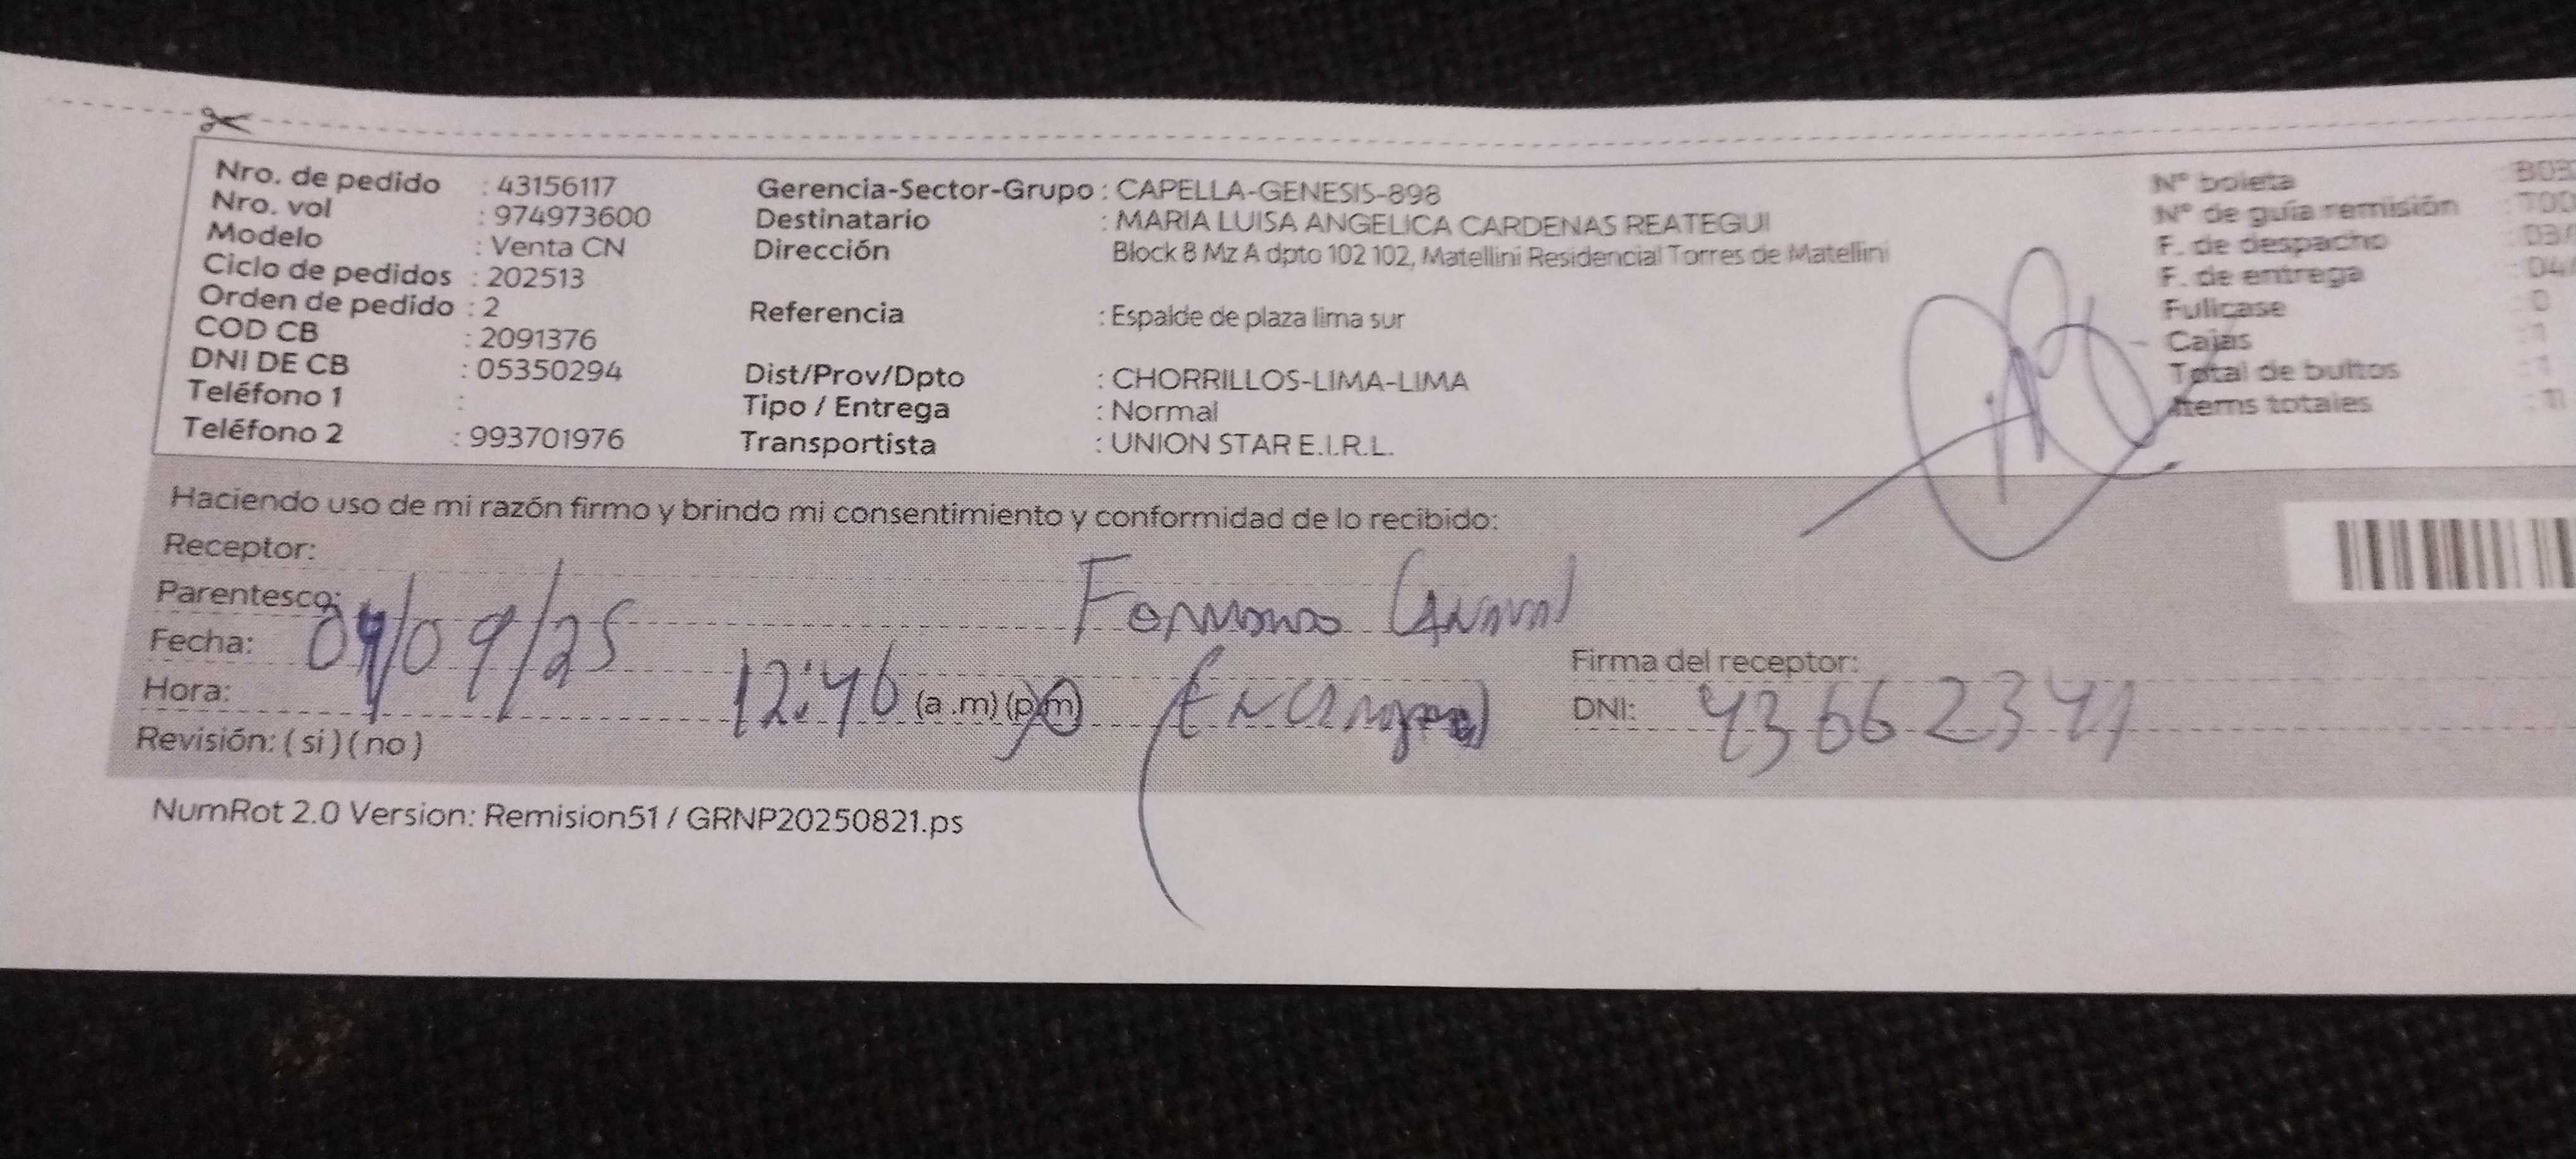 Nro. de pedido : 43156117
Nro. vol : 974973600
Modelo : Venta CN
Ciclo de pedidos : 202513
Orden de pedido : 2
COD CB : 2091376
DNI DE CB : 05350294
Teléfono 1 :
Teléfono 2 : 993701976
Gerencia-Sector-Grupo : CAPELLA-GENESIS-898
Destinatario : MARIA LUISA ANGELICA CARDENAS REATEGUI
Dirección Block 8 Mz A dpto 102 102, Matellini Residencial Torres de Matellini
Referencia : Espalde de plaza lima sur
Dist/Prov/Dpto : CHORRILLOS-LIMA-LIMA
Tipo / Entrega : Normal
Transportista : UNION STAR E.I.R.L.
N° boleta
N° de guía remisión
F. de despacho
F. de entrega
Fullcase : 0
Cajas : 1
Total de bultos : 1
Items totales
Haciendo uso de mi razón firmo y brindo mi consentimiento y conformidad de lo recibido:
Receptor:
Parentesco:
Fecha: 04/09/25
Hora: 12:46 (a .m) (p.m)
Revisión: ( si ) ( no )
Firma del receptor:
DNI: 43662341
NumRot 2.0 Version: Remision51 / GRNP20250821.ps